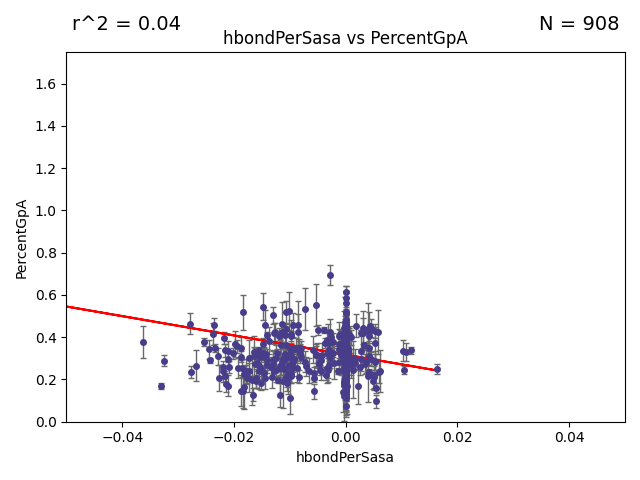 r^2 = 0.04
N = 908
hbondPerSasa vs PercentGpA
PercentGpA
1.6
1.4
1.2
1.0
0.8
0.6
0.4
0.2
0.0
−0.04
−0.02
0.00
0.02
0.04
hbondPerSasa